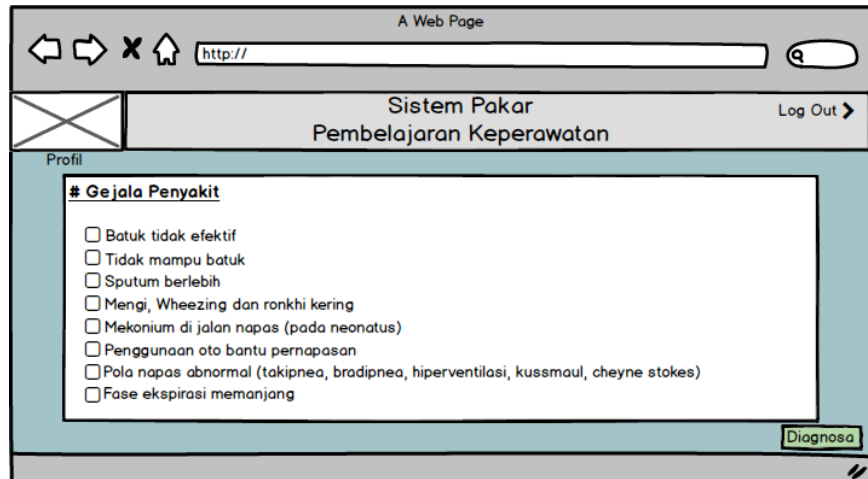 A Web Page
http://
Sistem Pakar
Pembelajaran Keperawatan
Log Out
Profil
# Gejala Penyakit
Batuk tidak efektif
Tidak mampu batuk
Sputum berlebih
Mengi, Wheezing dan ronkhi kering
Mekonium di jalan napas (pada neonatus)
Penggunaan oto bantu pernapasan
Pola napas abnormal (takipnea, bradipnea, hiperventilasi, kussmaul, cheyne stokes)
Fase ekspirasi memanjang
Diagnosa